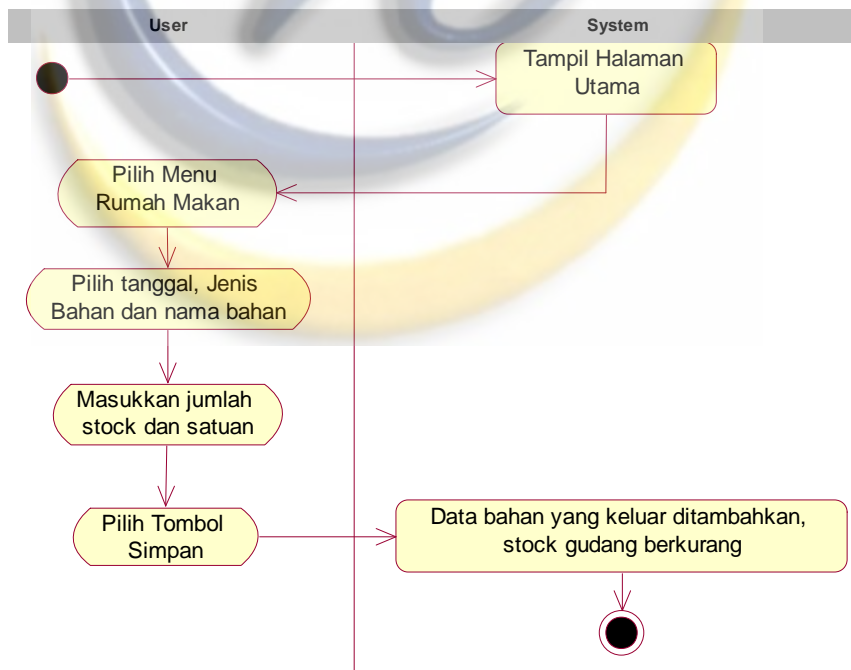 User
System
Tampil Halaman
Utama
Pilih Menu
Rumah Makan
Pilih tanggal, Jenis
Bahan dan nama bahan
Masukkan jumlah
stock dan satuan
Pilih Tombol
Simpan
Data bahan yang keluar ditambahkan,
stock gudang berkurang